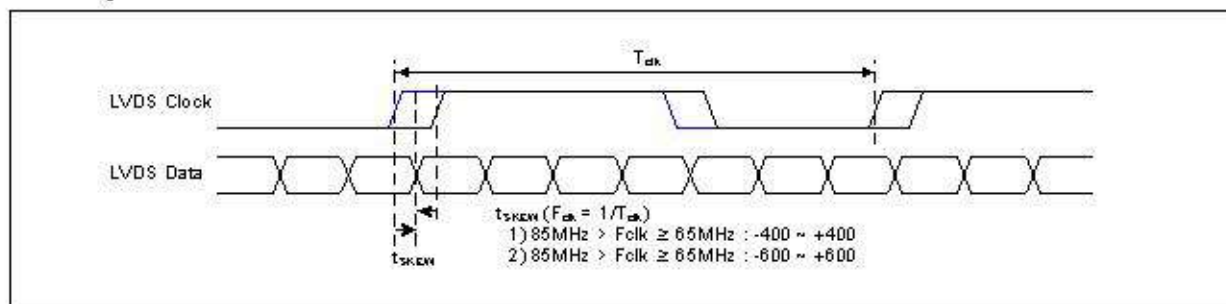 T clk
LVDS Clock
LVDS Data
tSKEW (Fclk = 1/Tclk)
1) 85MHz > Fclk ≥ 65MHz : -400 ~ +400
2) 85MHz > Fclk ≥ 65MHz : -600 ~ +600
tSKEW